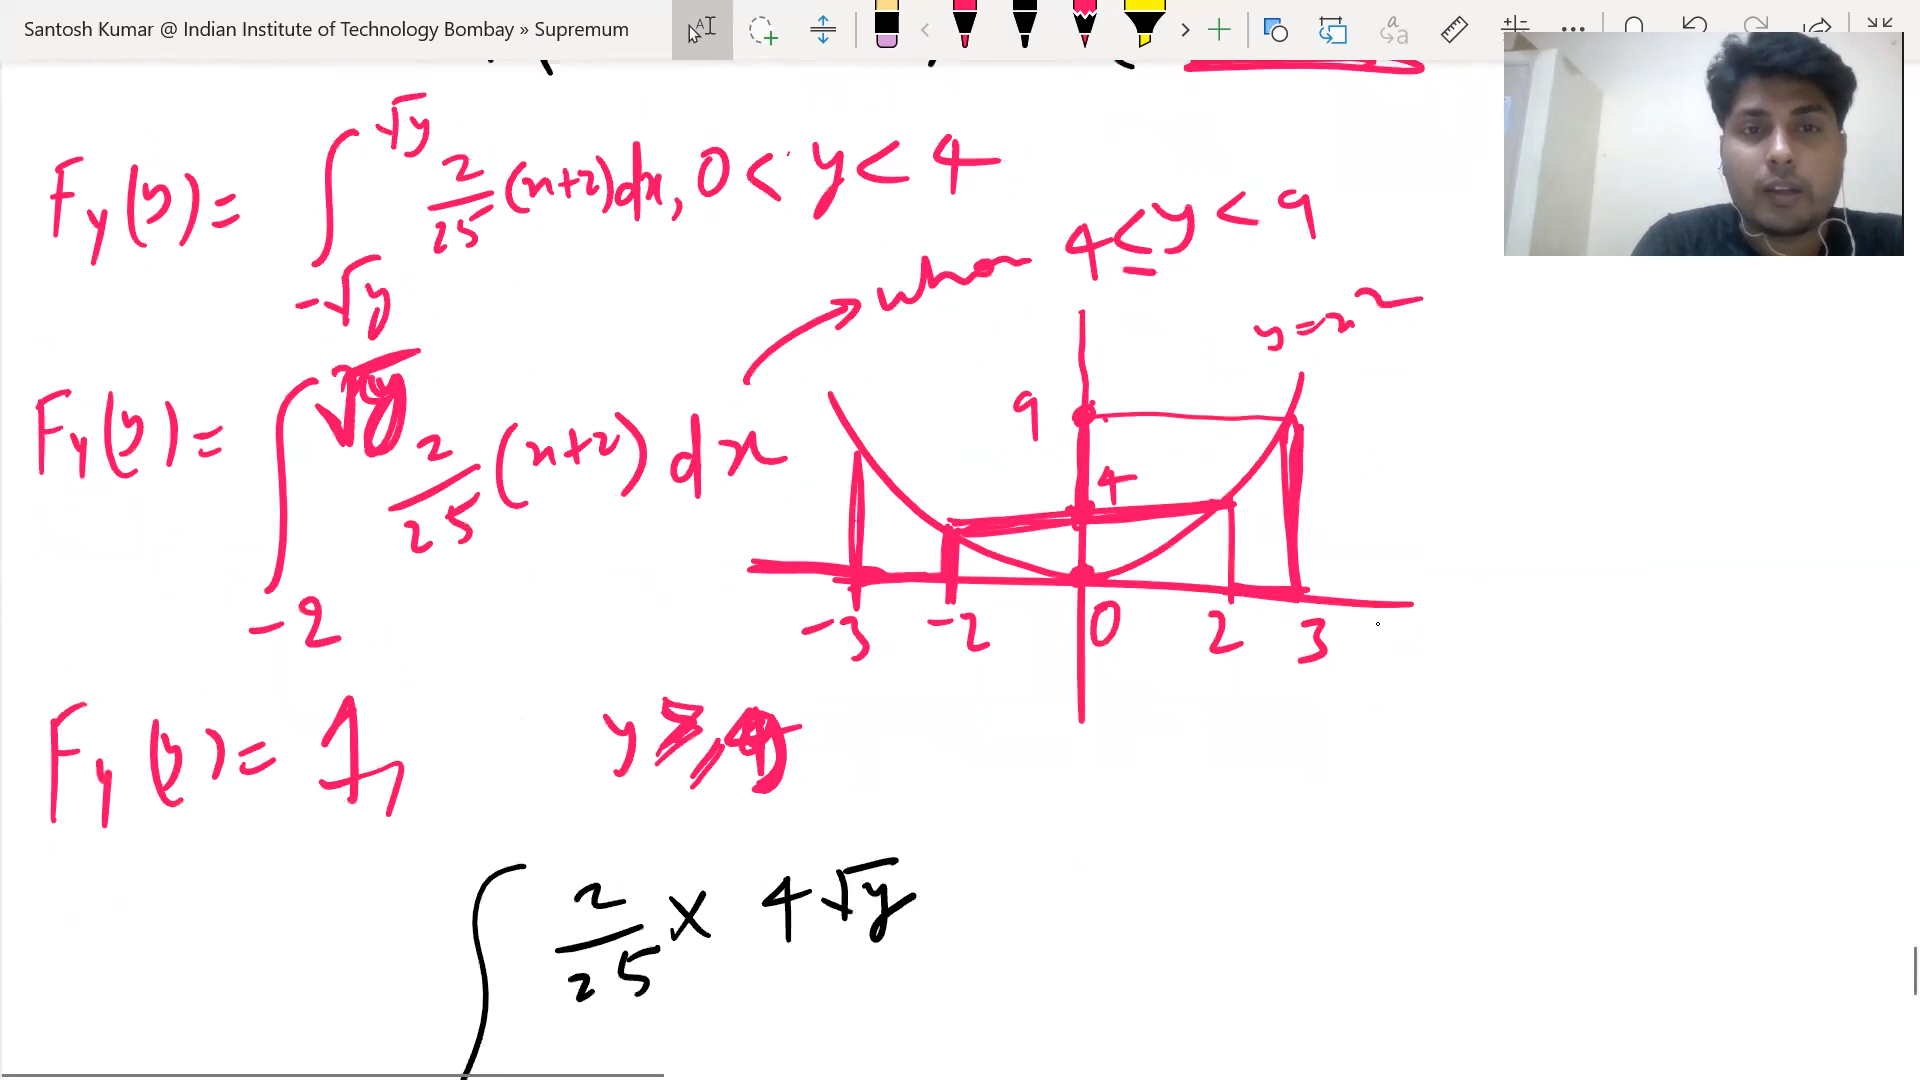 Santosh Kumar @ Indian Institute of Technology Bombay » Supremum
F_Y(y) = ∫_{-√y}^{√y} 2/25 (x+2) dx, 0 < y < 4
when 4 ≤ y < 9
y = x²
F_Y(y) = ∫_{-2}^{√y} 2/25 (x+2) dx
9
4
-3 -2 0 2 3
F_Y(y) = 1,
y ≥
2/25 × 4√y